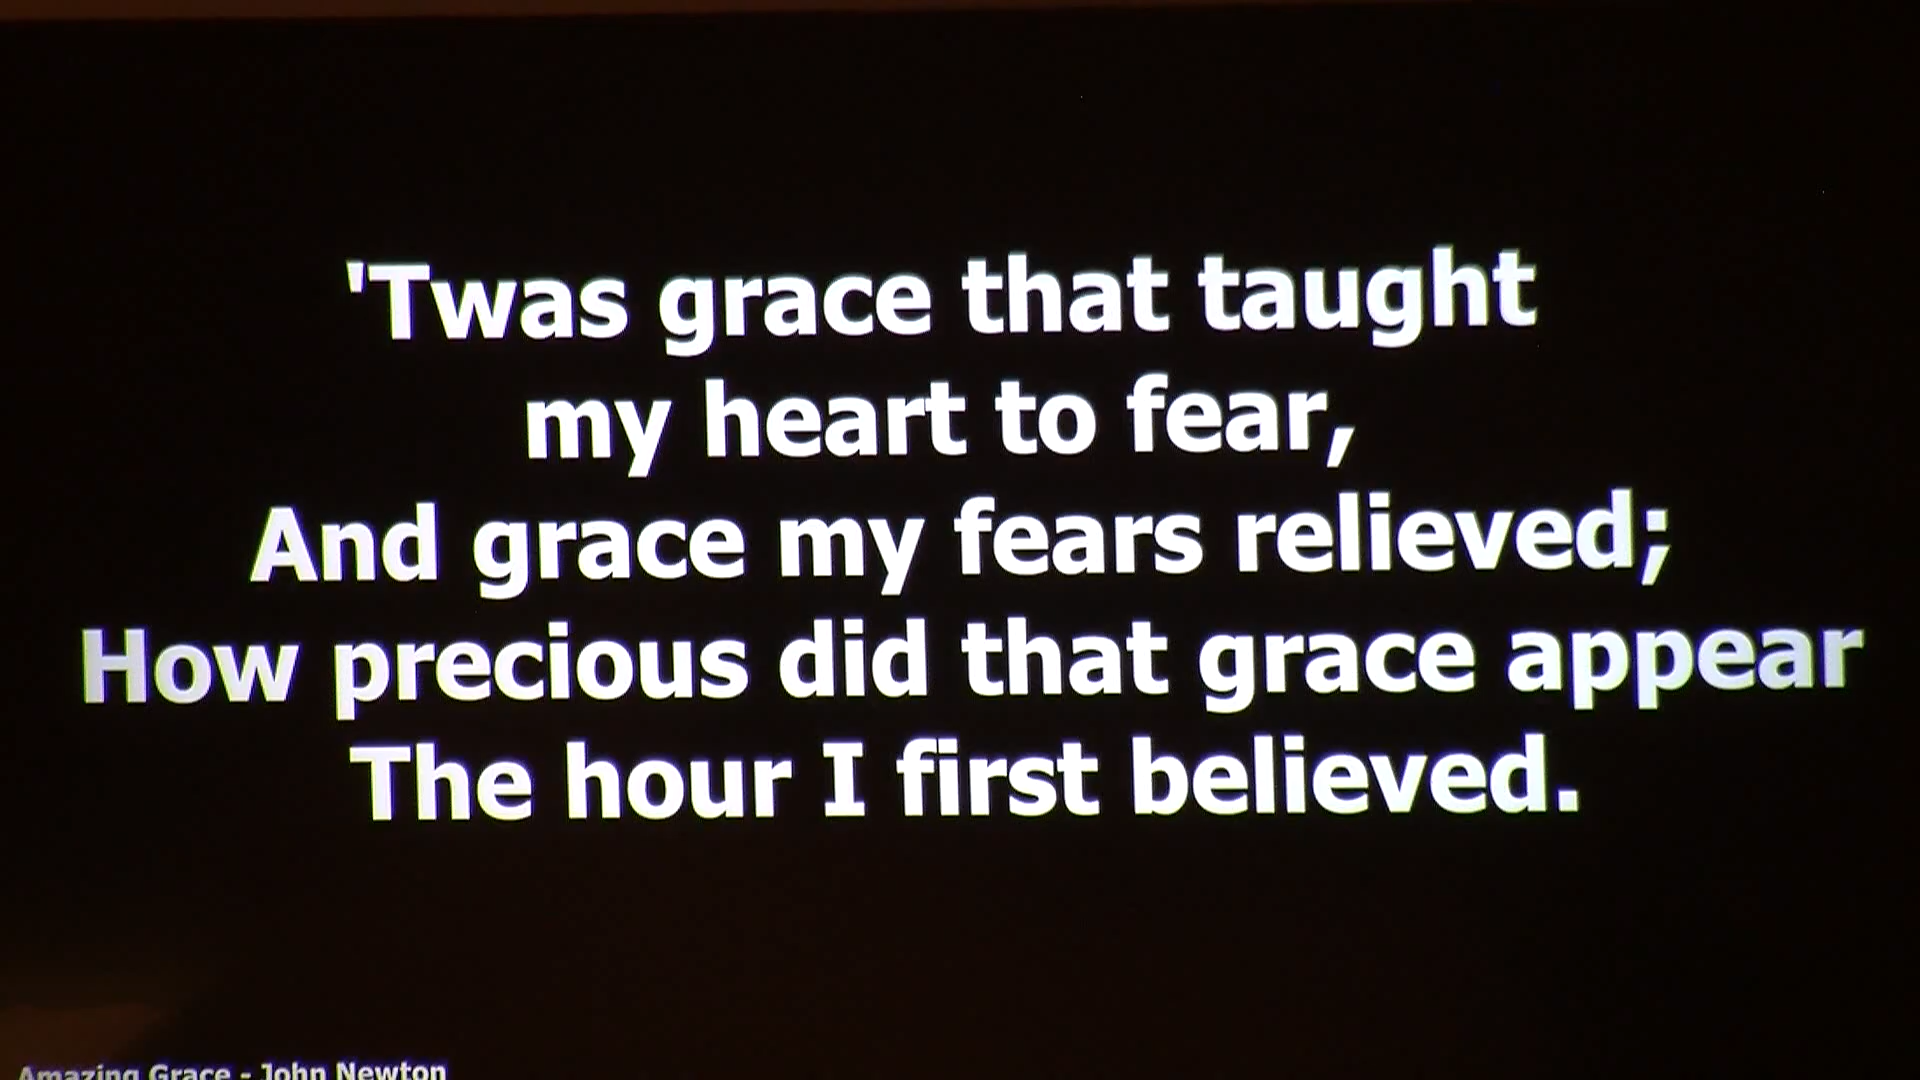 'Twas grace that taught
my heart to fear,
And grace my fears relieved;
How precious did that grace appear
The hour I first believed.
Amazing Grace - John Newton